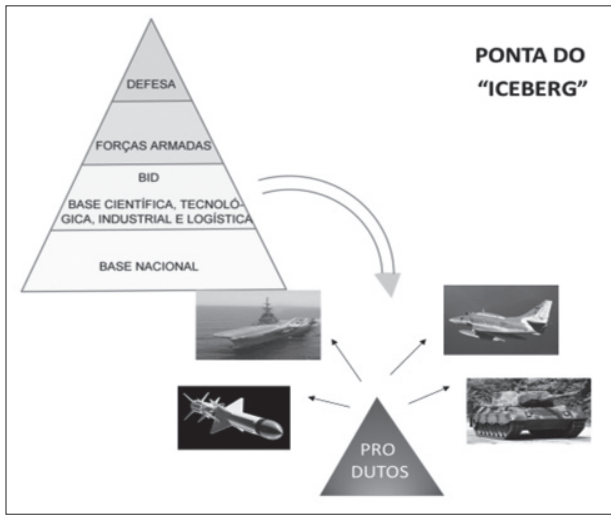 PONTA DO
“ICEBERG”
DEFESA
FORÇAS ARMADAS
BID
BASE CIENTÍFICA, TECNOLÓ-
GICA, INDUSTRIAL E LOGÍSTICA
BASE NACIONAL
PRO
DUTOS